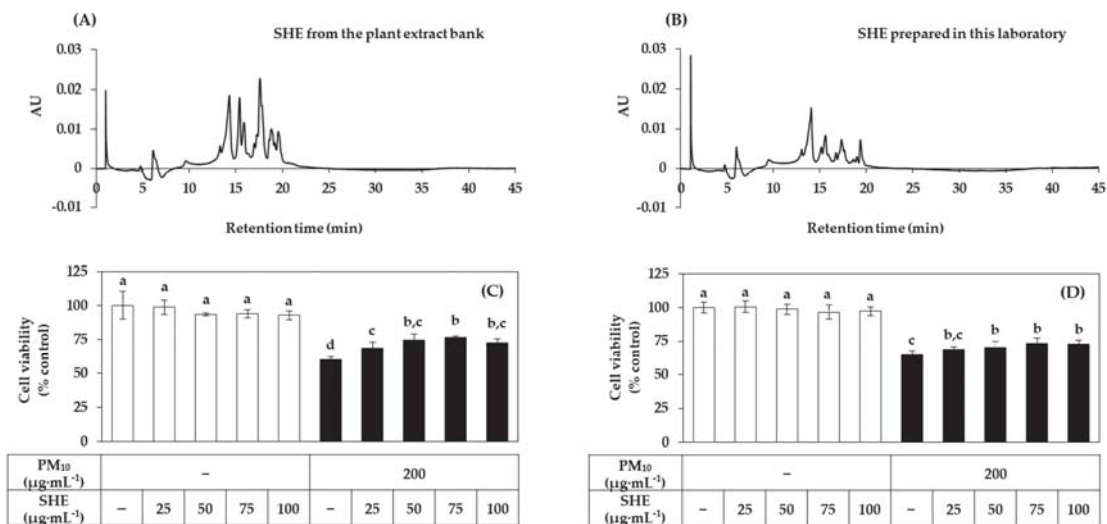 (A)
SHE from the plant extract bank
0.03
0.02
0.01
0
-0.01
AU
0 5 10 15 20 25 30 35 40 45
Retention time (min)
(B)
SHE prepared in this laboratory
0.03
0.02
0.01
0
-0.01
AU
0 5 10 15 20 25 30 35 40 45
Retention time (min)
(C)
125
100
75
50
25
0
Cell viability
(% control)
a a a a a d c b,c b b,c
PM₁₀
(µg·mL⁻¹)
– 200
SHE
(µg·mL⁻¹)
– 25 50 75 100 – 25 50 75 100
(D)
125
100
75
50
25
0
Cell viability
(% control)
a a a a a c b,c b b b
PM₁₀
(µg·mL⁻¹)
– 200
SHE
(µg·mL⁻¹)
– 25 50 75 100 – 25 50 75 100